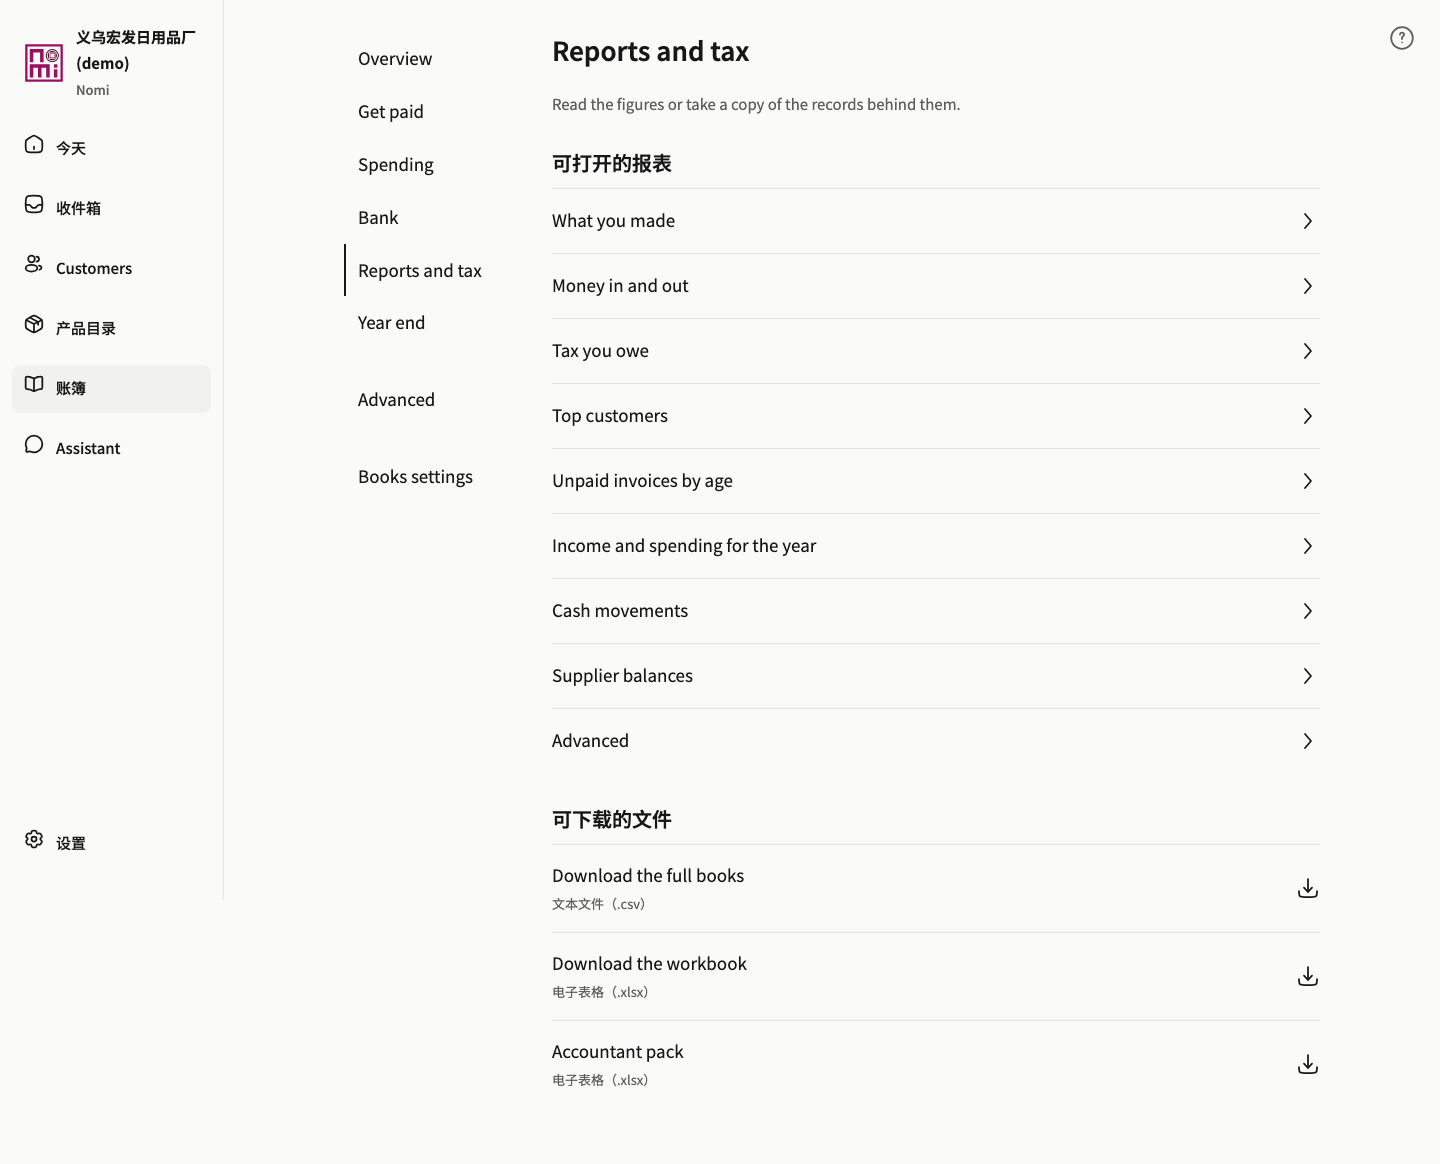 义乌宏发日用品厂
(demo)
Nomi
今天
收件箱
Customers
产品目录
账簿
Assistant
设置
Overview
Get paid
Spending
Bank
Reports and tax
Year end
Advanced
Books settings
Reports and tax
Read the figures or take a copy of the records behind them.
可打开的报表
What you made
Money in and out
Tax you owe
Top customers
Unpaid invoices by age
Income and spending for the year
Cash movements
Supplier balances
Advanced
可下载的文件
Download the full books
文本文件（.csv）
Download the workbook
电子表格（.xlsx）
Accountant pack
电子表格（.xlsx）